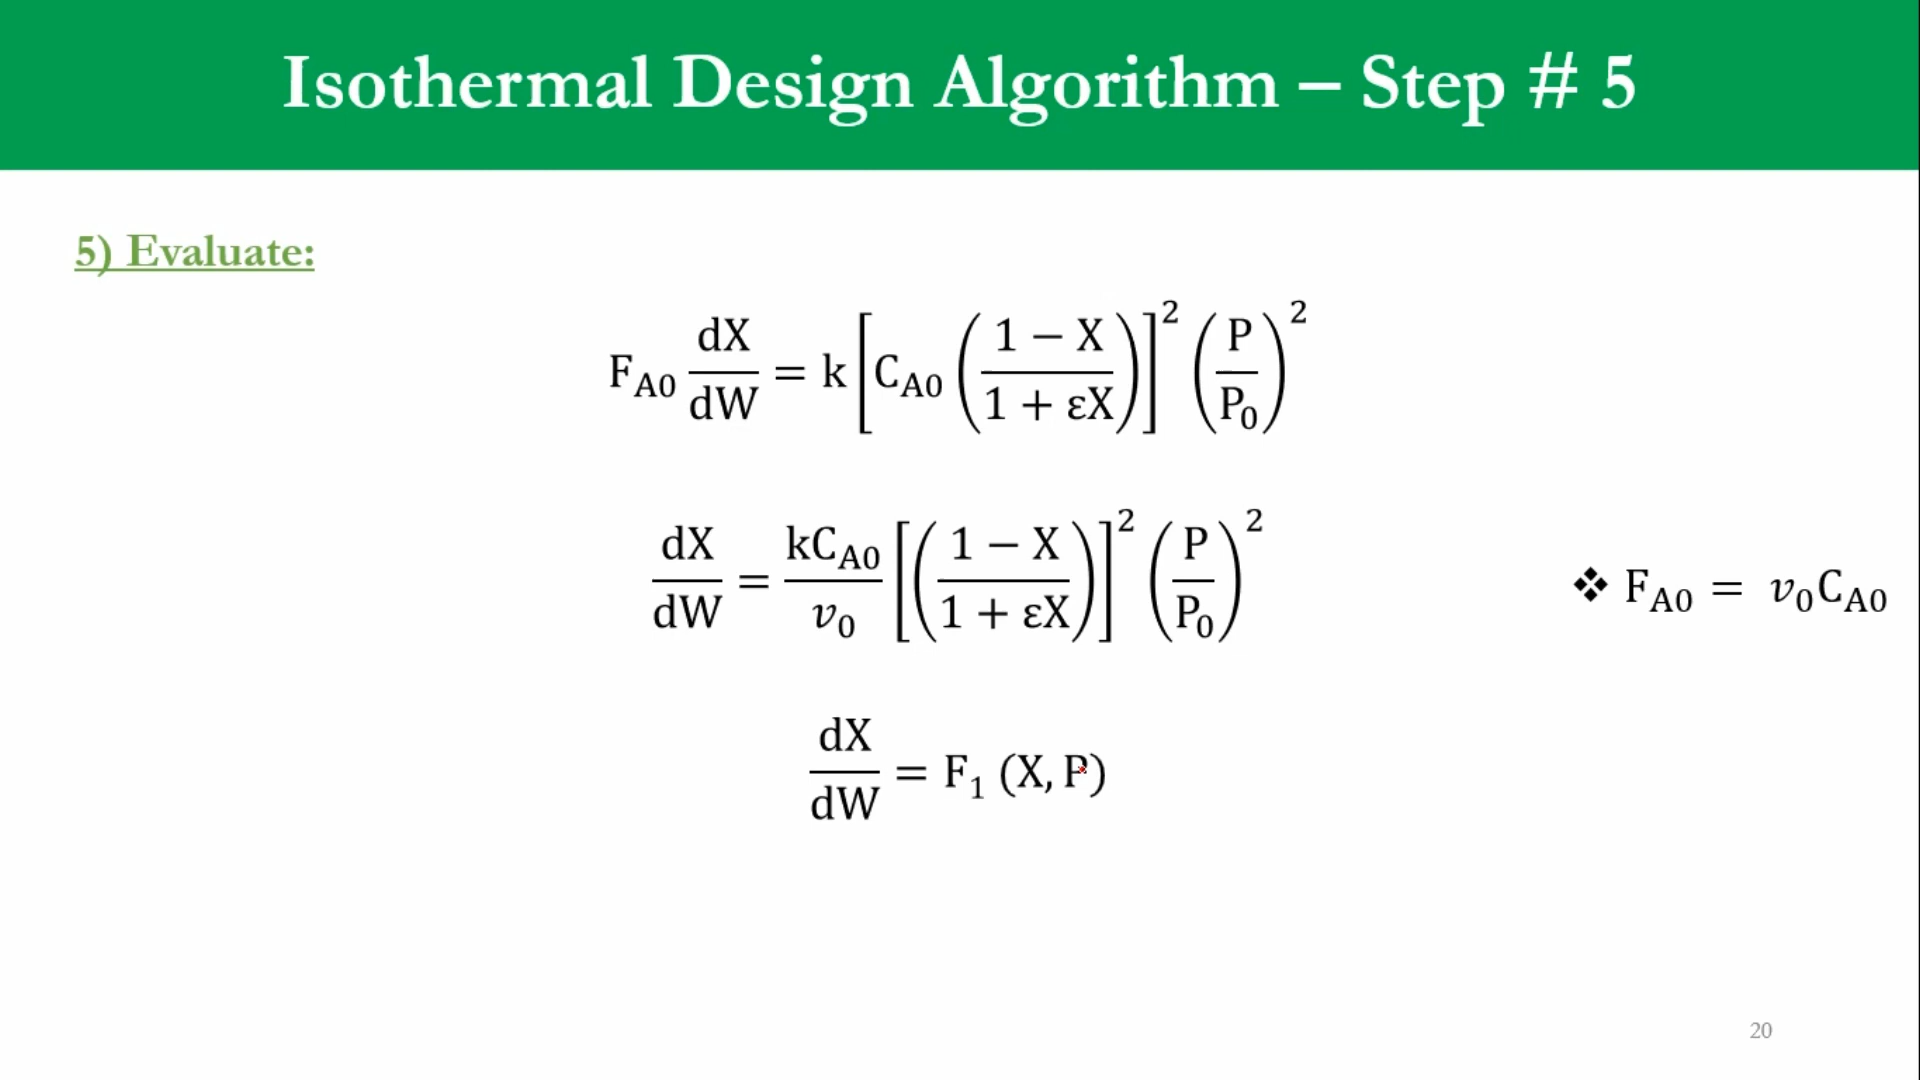 Isothermal Design Algorithm – Step # 5
5) Evaluate:
F_A0 dX/dW = k [C_A0 ((1 − X)/(1 + εX))]^2 (P/P_0)^2
dX/dW = kC_A0/v_0 [((1 − X)/(1 + εX))]^2 (P/P_0)^2
❖ F_A0 = v_0C_A0
dX/dW = F_1 (X, P)
20